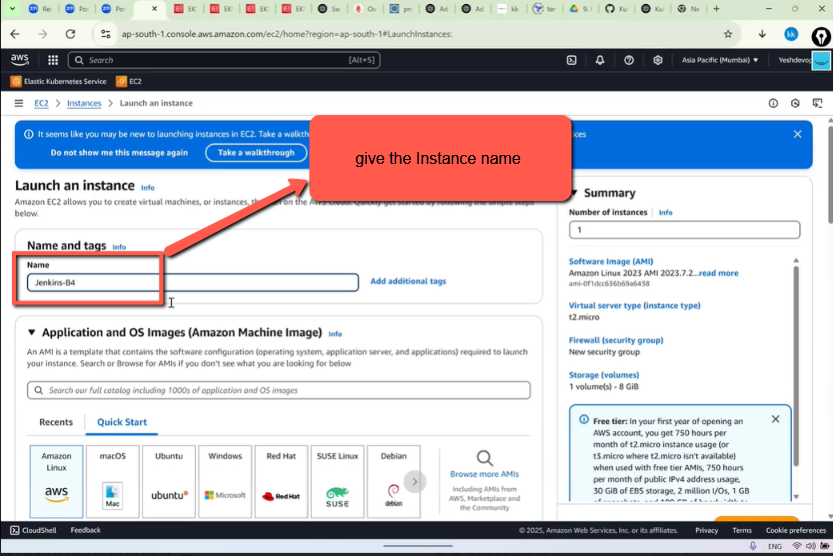 Re
Po
Po
EK
EK
EK
EK
Se
Ov
pr
Ad
Ad
kk
ter
9. I
Ku
Ku
Ne
ap-south-1.console.aws.amazon.com/ec2/home?region=ap-south-1#LaunchInstances:
kk
aws
Search
[Alt+S]
Asia Pacific (Mumbai)
Elastic Kubernetes Service
EC2
EC2 > Instances > Launch an instance
It seems like you may be new to launching instances in EC2. Take a walkth
Do not show me this message again
Take a walkthrough
give the Instance name
Launch an instance Info
Amazon EC2 allows you to create virtual machines, or instances, that run on the AWS Cloud. Quickly get started by following the simple steps
below.
Name and tags Info
Name
Jenkins-B4
Add additional tags
Application and OS Images (Amazon Machine Image) Info
An AMI is a template that contains the software configuration (operating system, application server, and applications) required to launch
your instance. Search or Browse for AMIs if you don't see what you are looking for below
Search our full catalog including 1000s of application and OS images
Recents
Quick Start
Amazon
Linux
aws
macOS
Mac
Ubuntu
ubuntu
Windows
Microsoft
Red Hat
Red Hat
SUSE Linux
SUSE
Debian
debian
Browse more AMIs
Including AMIs from
AWS, Marketplace and
the Community
Summary
Number of instances Info
1
Software Image (AMI)
Amazon Linux 2023 AMI 2023.7.2...read more
ami-0f1dcc636b69a6438
Virtual server type (instance type)
t2.micro
Firewall (security group)
New security group
Storage (volumes)
1 volume(s) - 8 GiB
Free tier: In your first year of opening an
AWS account, you get 750 hours per
month of t2.micro instance usage (or
t3.micro where t2.micro isn't available)
when used with free tier AMIs, 750 hours
per month of public IPv4 address usage,
30 GiB of EBS storage, 2 million I/Os, 1 GB
CloudShell
Feedback
© 2025, Amazon Web Services, Inc. or its affiliates.
Privacy
Terms
Cookie preferences
ENG